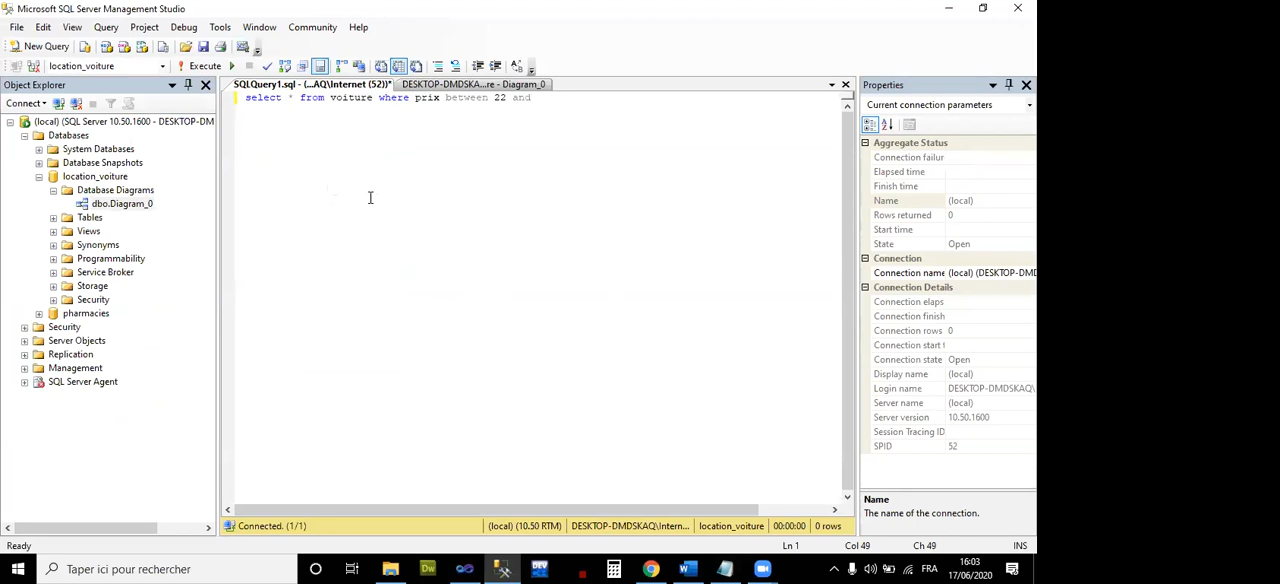 Microsoft SQL Server Management Studio
File Edit View Query Project Debug Tools Window Community Help
New Query
location_voiture Execute
Object Explorer
SQLQuery1.sql - (...AQ\Internet (52))* DESKTOP-DMDSKA...re - Diagram_0
Properties
Connect
select * from voiture where prix between 22 and
Current connection parameters
(local) (SQL Server 10.50.1600 - DESKTOP-DM
Databases
System Databases
Database Snapshots
location_voiture
Database Diagrams
dbo.Diagram_0
Tables
Views
Synonyms
Programmability
Service Broker
Storage
Security
pharmacies
Security
Server Objects
Replication
Management
SQL Server Agent
Aggregate Status
Connection failur
Elapsed time
Finish time
Name (local)
Rows returned 0
Start time
State Open
Connection
Connection name (local) (DESKTOP-DMD
Connection Details
Connection elaps
Connection finish
Connection rows 0
Connection start t
Connection state Open
Display name (local)
Login name DESKTOP-DMDSKAQ\
Server name (local)
Server version 10.50.1600
Session Tracing ID
SPID 52
Name
The name of the connection.
Connected. (1/1) (local) (10.50 RTM) DESKTOP-DMDSKAQ\Intern... location_voiture 00:00:00 0 rows
Ready Ln 1 Col 49 Ch 49 INS
Taper ici pour rechercher
Dw
DEV
FRA
16:03
17/06/2020